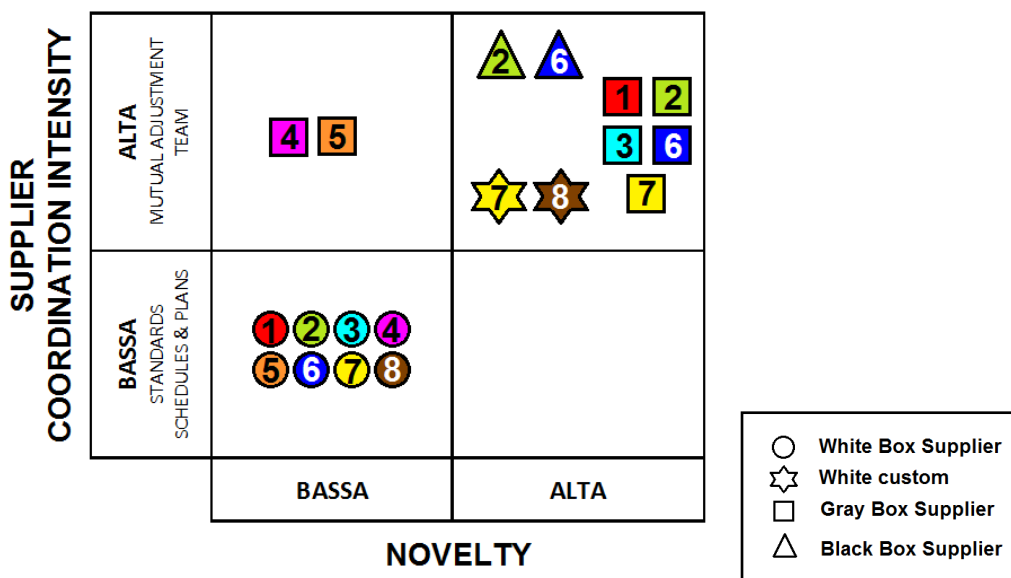 SUPPLIER
COORDINATION INTENSITY
ALTA
MUTUAL ADJUSTMENT
TEAM
BASSA
STANDARDS
SCHEDULES & PLANS
4 5
2 6
1 2
3 6
7 8 7
1 2 3 4
5 6 7 8
BASSA ALTA
NOVELTY
White Box Supplier
White custom
Gray Box Supplier
Black Box Supplier